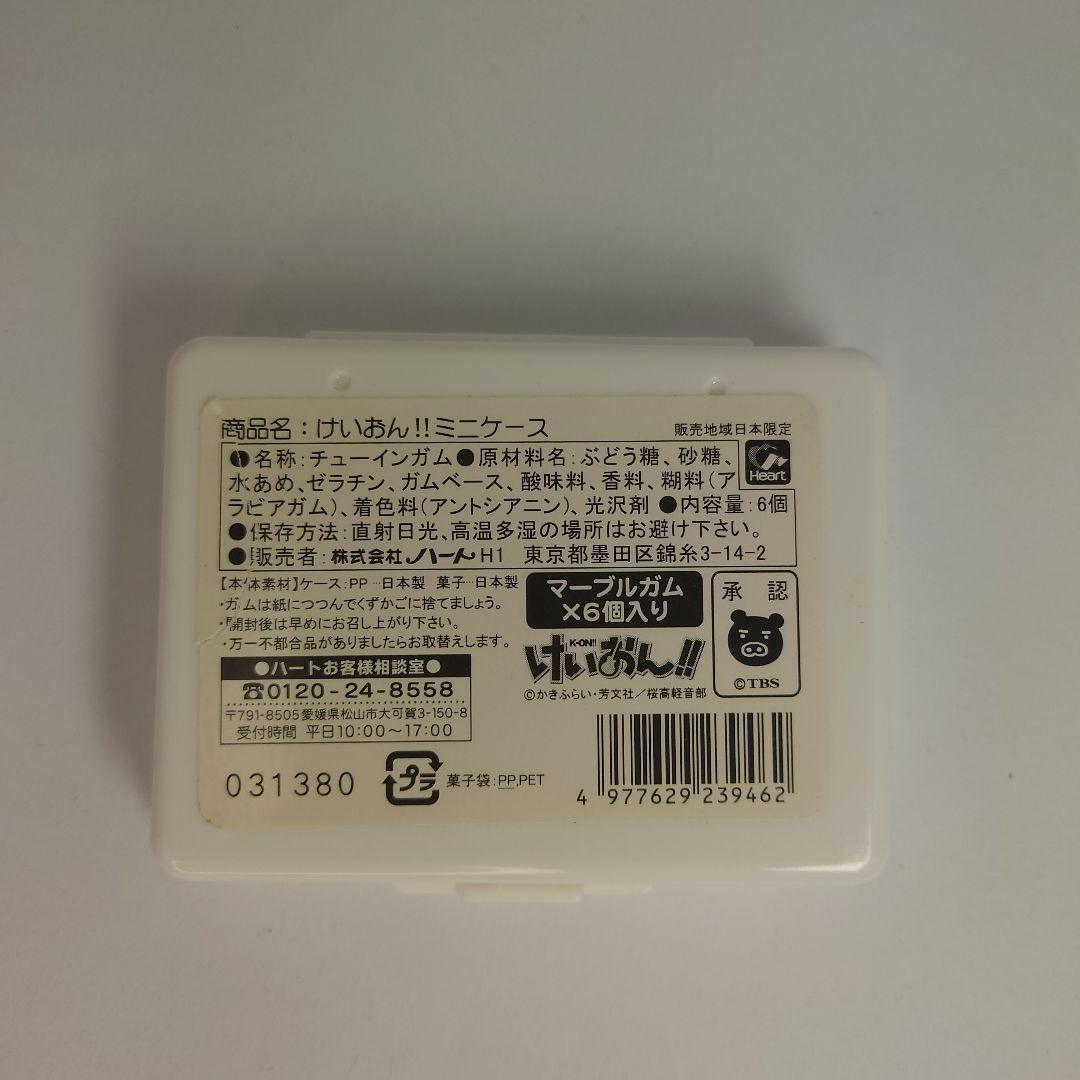 商品名：けいおん!!ミニケース
販売地域日本限定
●名称：チューインガム●原材料名：ぶどう糖、砂糖、
水あめ、ゼラチン、ガムベース、酸味料、香料、糊料（ア
ラビアガム）、着色料（アントシアニン）、光沢剤 ●内容量：6個
●保存方法：直射日光、高温多湿の場所はお避け下さい。
●販売者：株式会社ハートH1 東京都墨田区錦糸3-14-2
Heart
【本体素材】ケース：PP…日本製 菓子…日本製
・ガムは紙につつんでくずかごに捨てましょう。
・開封後は早めにお召し上がり下さい。
・万一不都合品がありましたらお取替えします。
●ハートお客様相談室●
☎0120-24-8558
〒791-8505愛媛県松山市大可賀3-150-8
受付時間 平日10:00～17:00
マーブルガム
×6個入り
K-ON!!
けいおん!!
©かきふらい・芳文社／桜高軽音部
承認
©TBS
031380
プラ
菓子袋：PP,PET
4 977629 239462